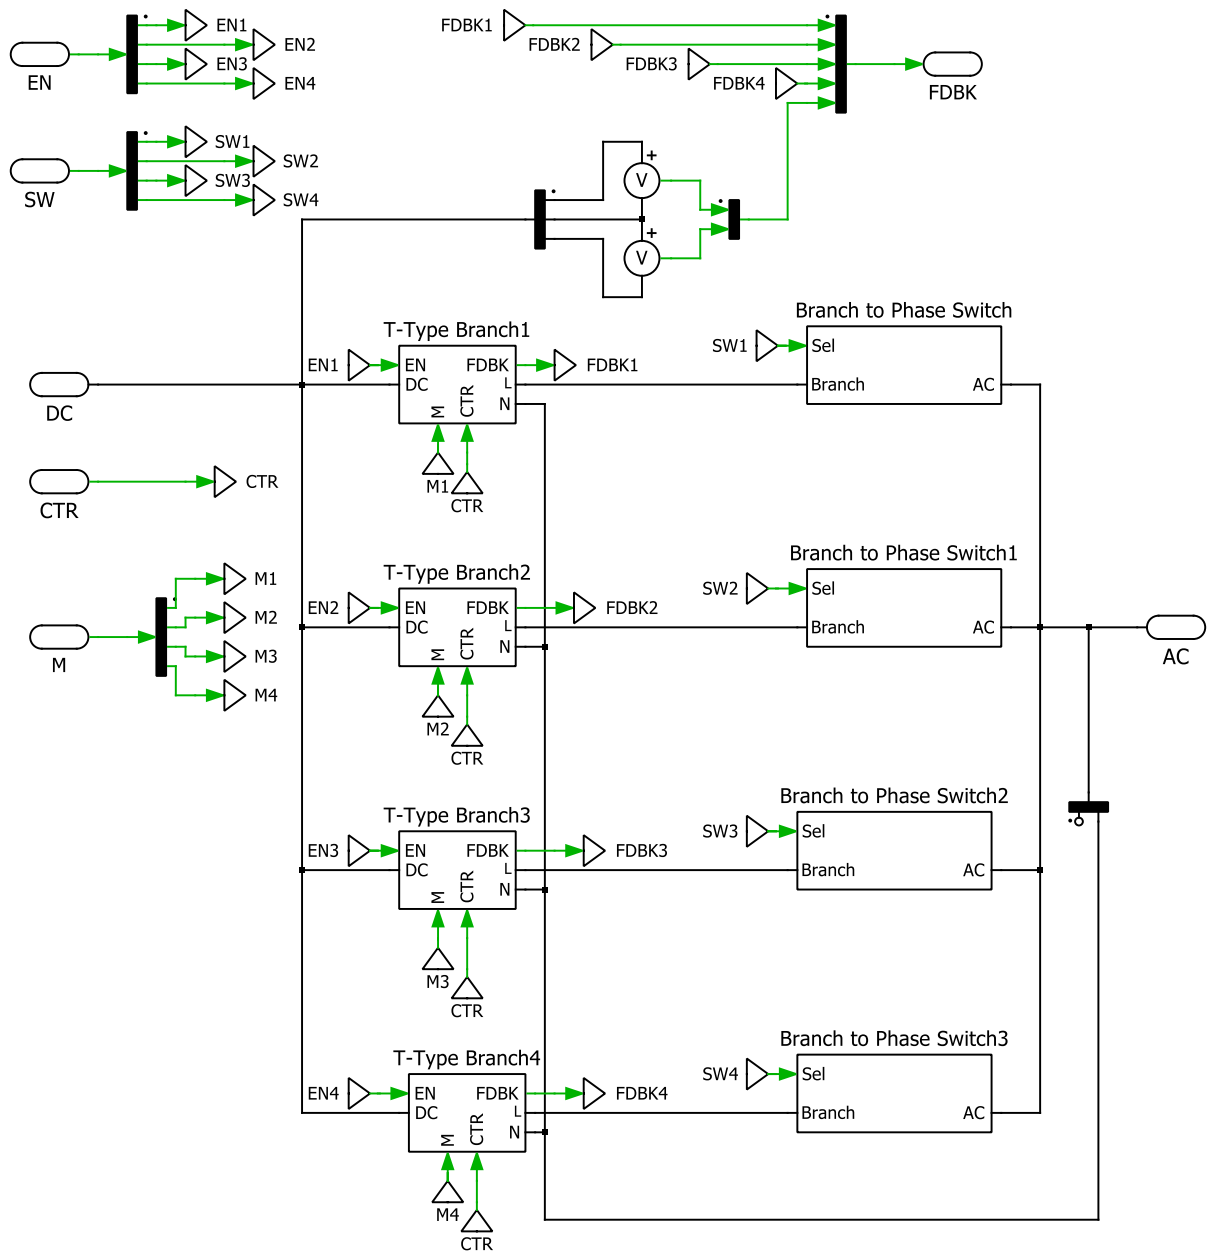 EN
EN1
EN2
EN3
EN4
FDBK1
FDBK2
FDBK3
FDBK4
FDBK
SW
SW1
SW2
SW3
SW4
+
V
+
V
DC
CTR
CTR
M
M1
M2
M3
M4
T-Type Branch1
EN1
EN
FDBK
FDBK1
DC
L
N
M
CTR
M1
CTR
Branch to Phase Switch
SW1
Sel
Branch
AC
T-Type Branch2
EN2
EN
FDBK
FDBK2
DC
L
N
M
CTR
M2
CTR
Branch to Phase Switch1
SW2
Sel
Branch
AC
AC
T-Type Branch3
EN3
EN
FDBK
FDBK3
DC
L
N
M
CTR
M3
CTR
Branch to Phase Switch2
SW3
Sel
Branch
AC
T-Type Branch4
EN4
EN
FDBK
FDBK4
DC
L
N
M
CTR
M4
CTR
Branch to Phase Switch3
SW4
Sel
Branch
AC